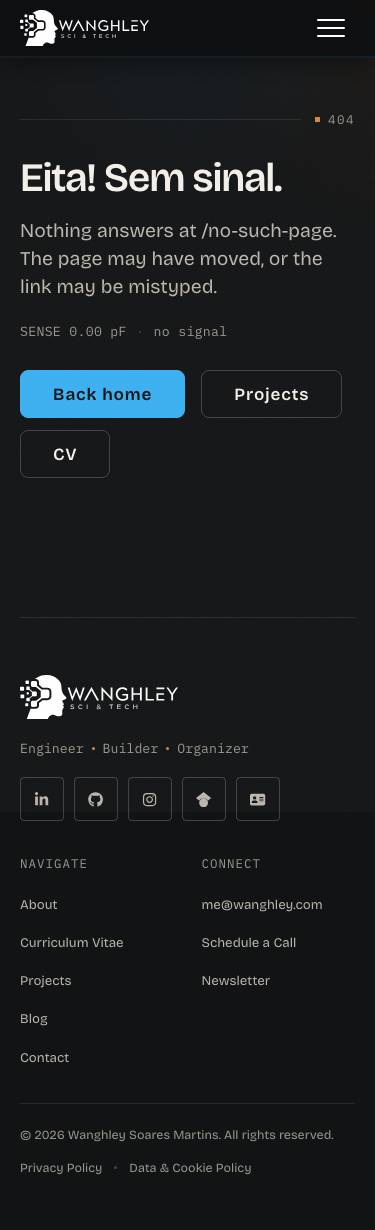 WANGHLEY
SCI & TECH
404
Eita! Sem sinal.
Nothing answers at /no-such-page.
The page may have moved, or the
link may be mistyped.
SENSE 0.00 pF · no signal
Back home
Projects
CV
WANGHLEY
SCI & TECH
Engineer • Builder • Organizer
NAVIGATE
About
Curriculum Vitae
Projects
Blog
Contact
CONNECT
me@wanghley.com
Schedule a Call
Newsletter
© 2026 Wanghley Soares Martins. All rights reserved.
Privacy Policy • Data & Cookie Policy